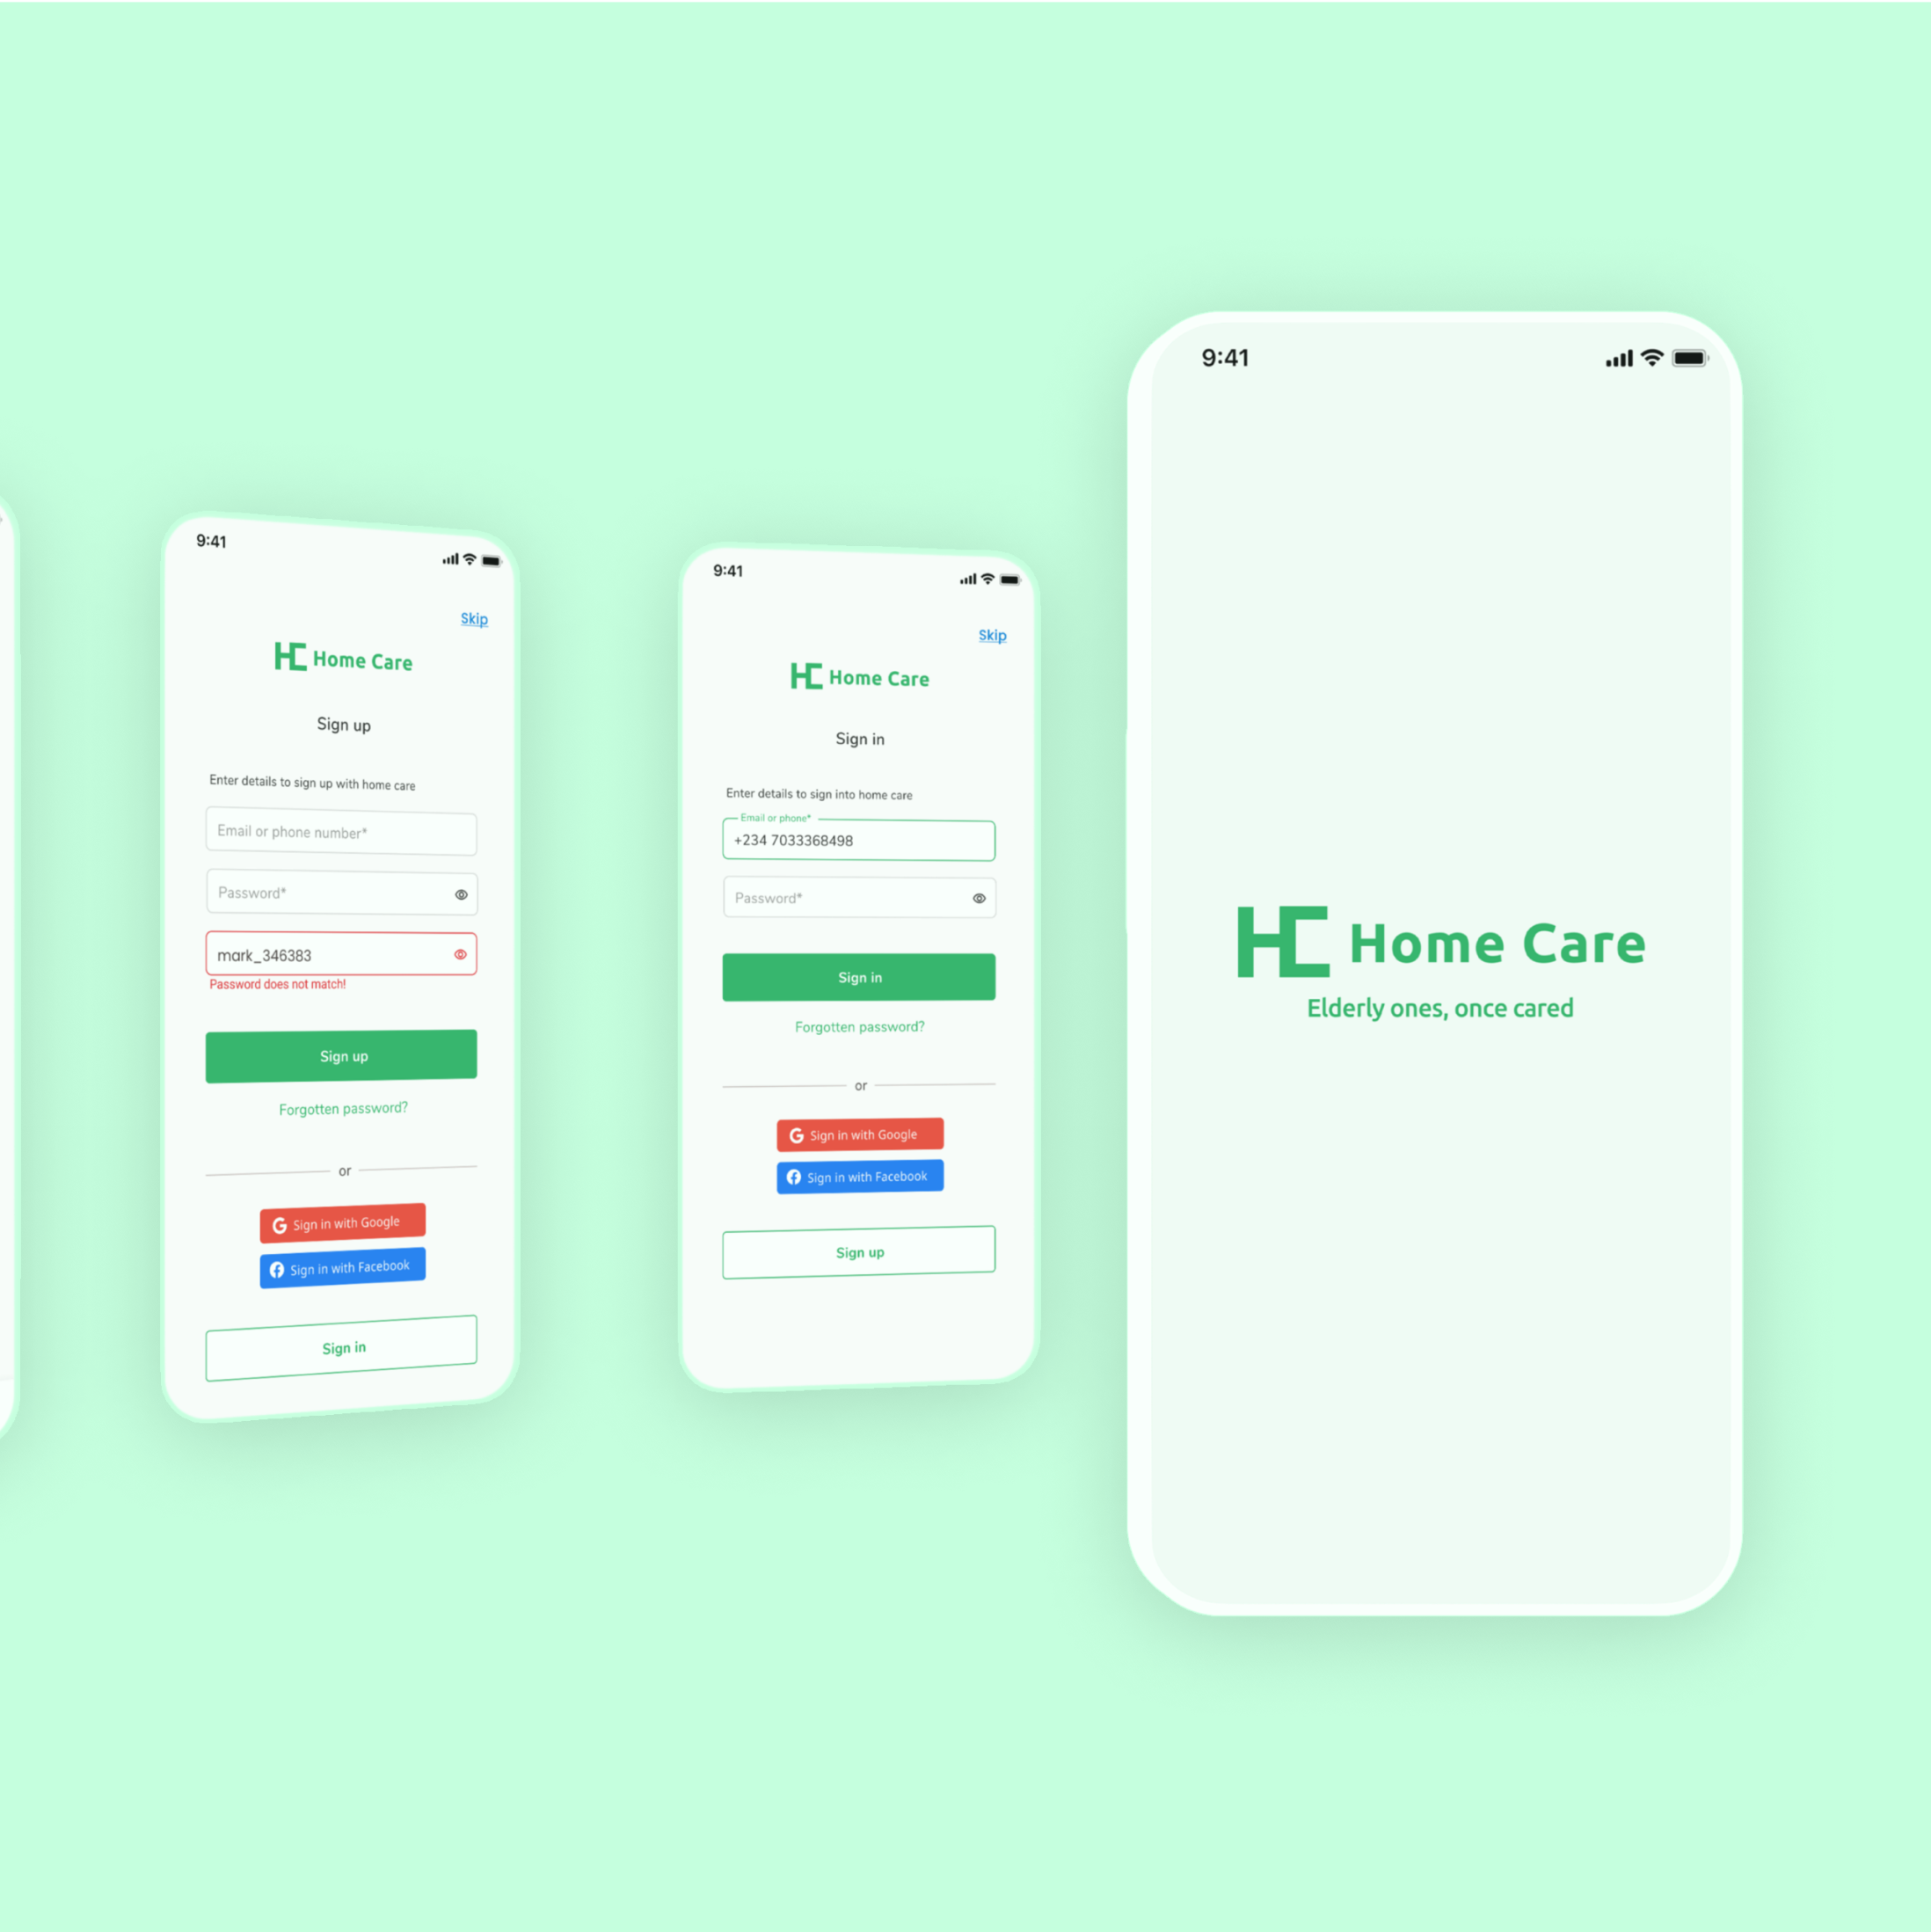 9:41
Skip
HC Home Care
Sign up
Enter details to sign up with home care
Email or phone number*
Password*
mark_346383
Password does not match!
Sign up
Forgotten password?
or
G Sign in with Google
f Sign in with Facebook
Sign in
9:41
Skip
HC Home Care
Sign in
Enter details to sign into home care
Email or phone*
+234 7033368498
Password*
Sign in
Forgotten password?
or
G Sign in with Google
f Sign in with Facebook
Sign up
9:41
HC Home Care
Elderly ones, once cared